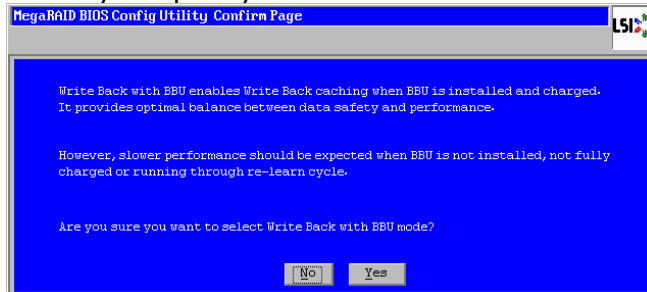 MegaRAID BIOS Config Utility Confirm Page
LSI
Write Back with BBU enables Write Back caching when BBU is installed and charged.
It provides optimal balance between data safety and performance.
However, slower performance should be expected when BBU is not installed, not fully
charged or running through re-learn cycle.
Are you sure you want to select Write Back with BBU mode?
No Yes